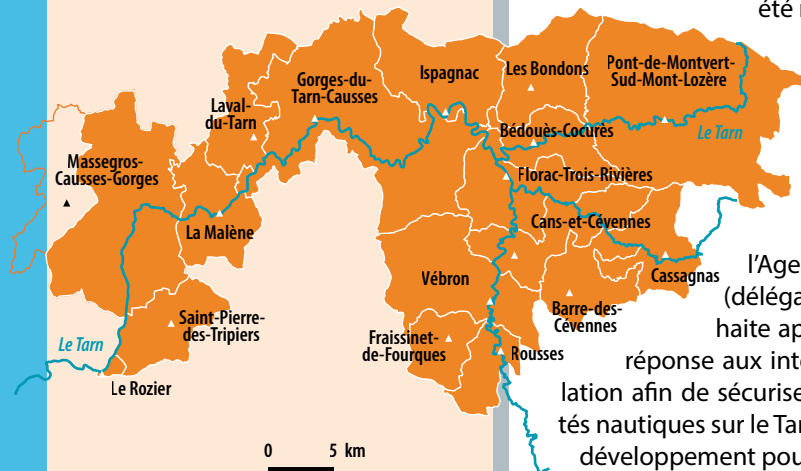 été
Pont-de-Montvert-
Sud-Mont-Lozère
Les Bondons
Ispagnac
Gorges-du-
Tarn-Causses
Laval-
du-Tarn
Bédouès-Cocurès
Le Tarn
Massegros-
Causses-Gorges
Florac-Trois-Rivières
Cans-et-Cévennes
La Malène
Vébron
Cassagnas
Barre-des-
Cévennes
Saint-Pierre-
des-Tripiers
Le Tarn
Fraissinet-
de-Fourques
Rousses
Le Rozier
0 5 km
l'Age
(déléga
haite ap
réponse aux inte
lation afin de sécurise
tés nautiques sur le Tar
développement pou